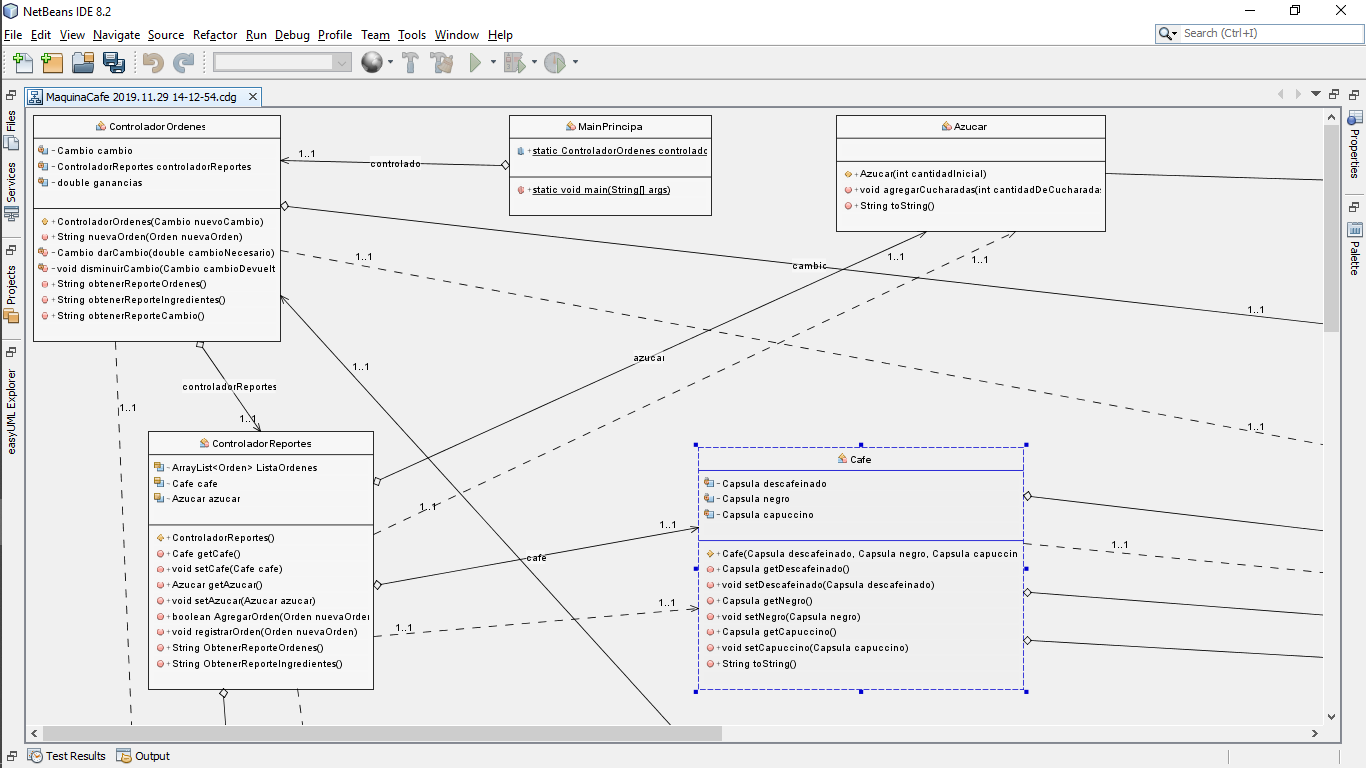 NetBeans IDE 8.2
File Edit View Navigate Source Refactor Run Debug Profile Team Tools Window Help
Search (Ctrl+I)
MaquinaCafe 2019.11.29 14-12-54.cdg
Files
Services
Projects
easyUML Explorer
ControladorOrdenes
- Cambio cambio
- ControladorReportes controladorReportes
- double ganancias
+ ControladorOrdenes(Cambio nuevoCambio)
+ String nuevaOrden(Orden nuevaOrden)
- Cambio darCambio(double cambioNecesario)
- void disminuirCambio(Cambio cambioDevuelt
+ String obtenerReporteOrdenes()
+ String obtenerReporteIngredientes()
+ String obtenerReporteCambio()
1..1
controlado
MainPrincipa
+ static ControladorOrdenes controlado
+ static void main(String[] args)
Azucar
+ Azucar(int cantidadInicial)
+ void agregarCucharadas(int cantidadDeCucharadas
+ String toString()
1..1
1..1
1..1
cambio
1..1
azucar
1..1
controladorReportes
1..1
1..1
1..1
ControladorReportes
- ArrayList<Orden> ListaOrdenes
- Cafe cafe
- Azucar azucar
+ ControladorReportes()
+ Cafe getCafe()
+ void setCafe(Cafe cafe)
+ Azucar getAzucar()
+ void setAzucar(Azucar azucar)
+ boolean AgregarOrden(Orden nuevaOrden
+ void registrarOrden(Orden nuevaOrden)
+ String ObtenerReporteOrdenes()
+ String ObtenerReporteIngredientes()
1..1
1..1
cafe
1..1
1..1
Cafe
- Capsula descafeinado
- Capsula negro
- Capsula capuccino
+ Cafe(Capsula descafeinado, Capsula negro, Capsula capuccin
+ Capsula getDescafeinado()
+ void setDescafeinado(Capsula descafeinado)
+ Capsula getNegro()
+ void setNegro(Capsula negro)
+ Capsula getCapuccino()
+ void setCapuccino(Capsula capuccino)
+ String toString()
1..1
Properties
Palette
Test Results
Output